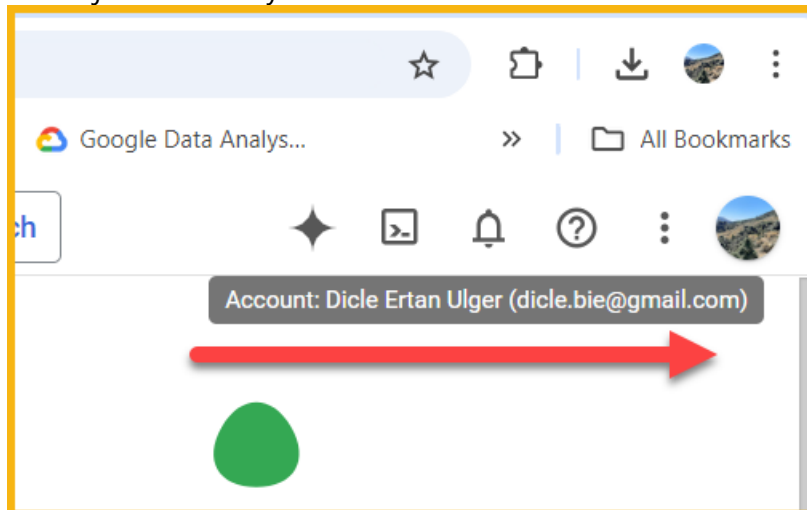 Google Data Analys...
All Bookmarks
ch
Account: Dicle Ertan Ulger (dicle.bie@gmail.com)